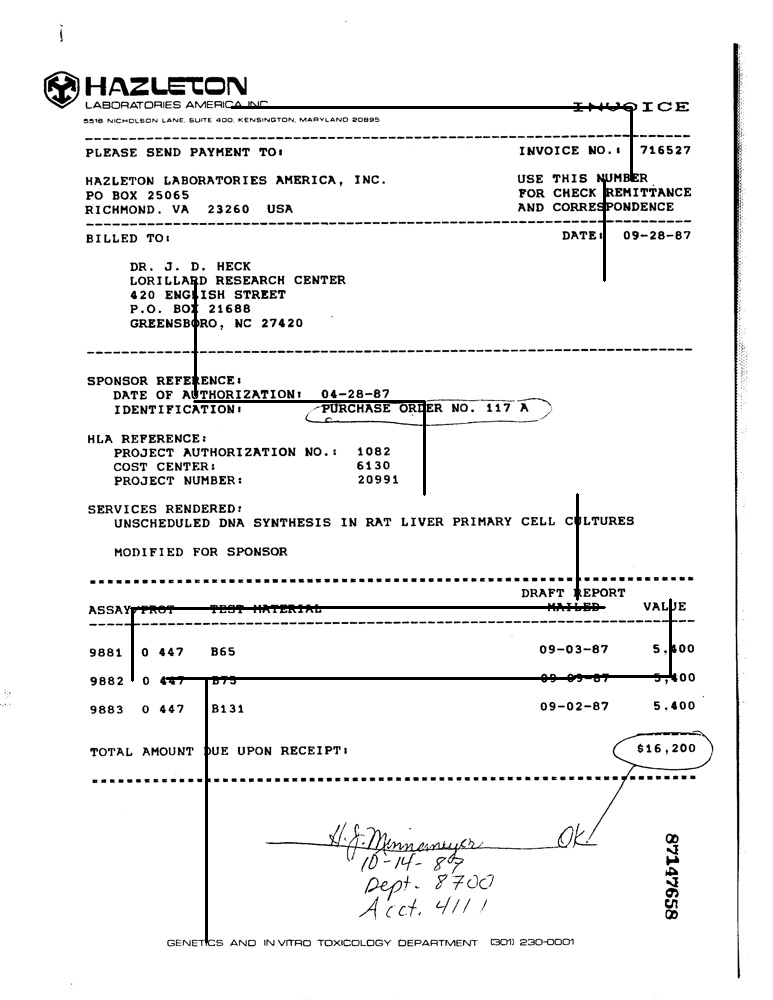 HAZLETON
LABORATORIES AMERICA, INC.
5516 NICHOLSON LANE, SUITE 400, KENSINGTON, MARYLAND 20895
INVOICE
PLEASE SEND PAYMENT TO: INVOICE NO.: 716527
HAZLETON LABORATORIES AMERICA, INC. USE THIS NUMBER
PO BOX 25065 FOR CHECK REMITTANCE
RICHMOND. VA 23260 USA AND CORRESPONDENCE
BILLED TO: DATE: 09-28-87
DR. J. D. HECK
LORILLARD RESEARCH CENTER
420 ENGLISH STREET
P.O. BOX 21688
GREENSBORO, NC 27420
SPONSOR REFERENCE:
DATE OF AUTHORIZATION: 04-28-87
IDENTIFICATION: PURCHASE ORDER NO. 117 A
HLA REFERENCE:
PROJECT AUTHORIZATION NO.: 1082
COST CENTER: 6130
PROJECT NUMBER: 20991
SERVICES RENDERED:
UNSCHEDULED DNA SYNTHESIS IN RAT LIVER PRIMARY CELL CULTURES
MODIFIED FOR SPONSOR
DRAFT REPORT
ASSAY PROT TEST MATERIAL MAILED VALUE
9881 0 447 B65 09-03-87 5,400
9882 0 447 B75 5,400
9883 0 447 B131 09-02-87 5.400
TOTAL AMOUNT DUE UPON RECEIPT: $16,200
H.J. Minnemeyer OK!
10-14-87
Dept. 8700
Acct. 4111
87147658
GENETICS AND IN VITRO TOXICOLOGY DEPARTMENT (301) 230-0001